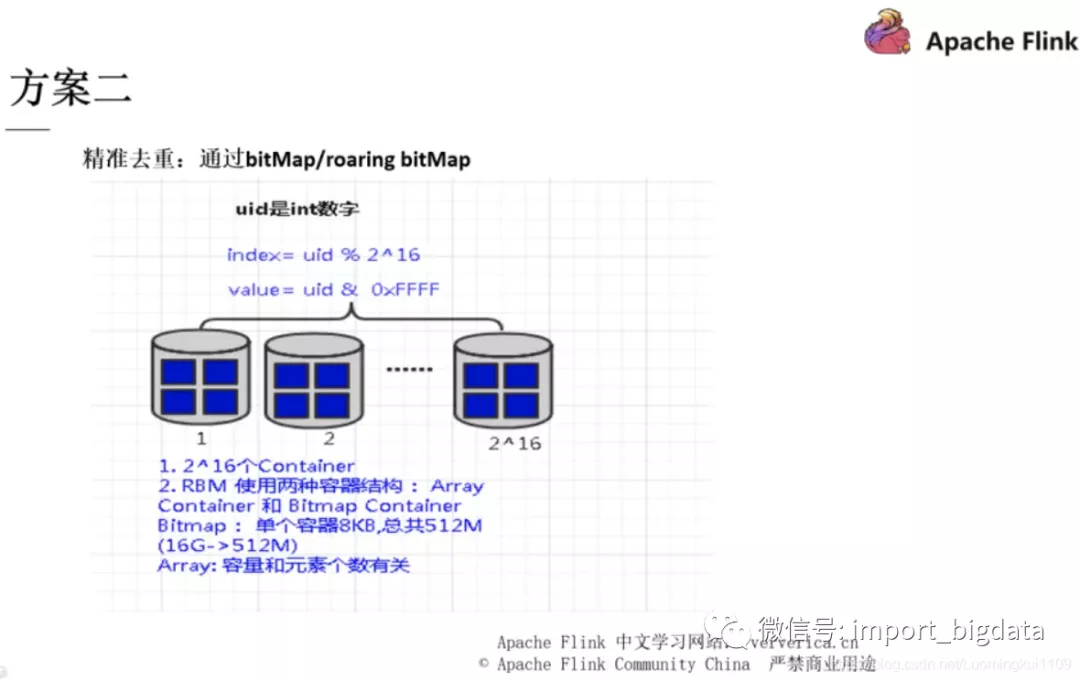 Apache Flink
方案二
精准去重：通过bitMap/roaring bitMap
uid是int数字
index= uid % 2^16
value= uid & 0xFFFF
......
1
2
2^16
1. 2^16个Container
2. RBM 使用两种容器结构： Array
Container 和 Bitmap Container
Bitmap： 单个容器8KB,总共512M
(16G->512M)
Array: 容量和元素个数有关
微信号: import_bigdata
Apache Flink 中文学习网站: ververica.cn
© Apache Flink Community China 严禁商业用途
blog.csdn.net/Luomingkui1109